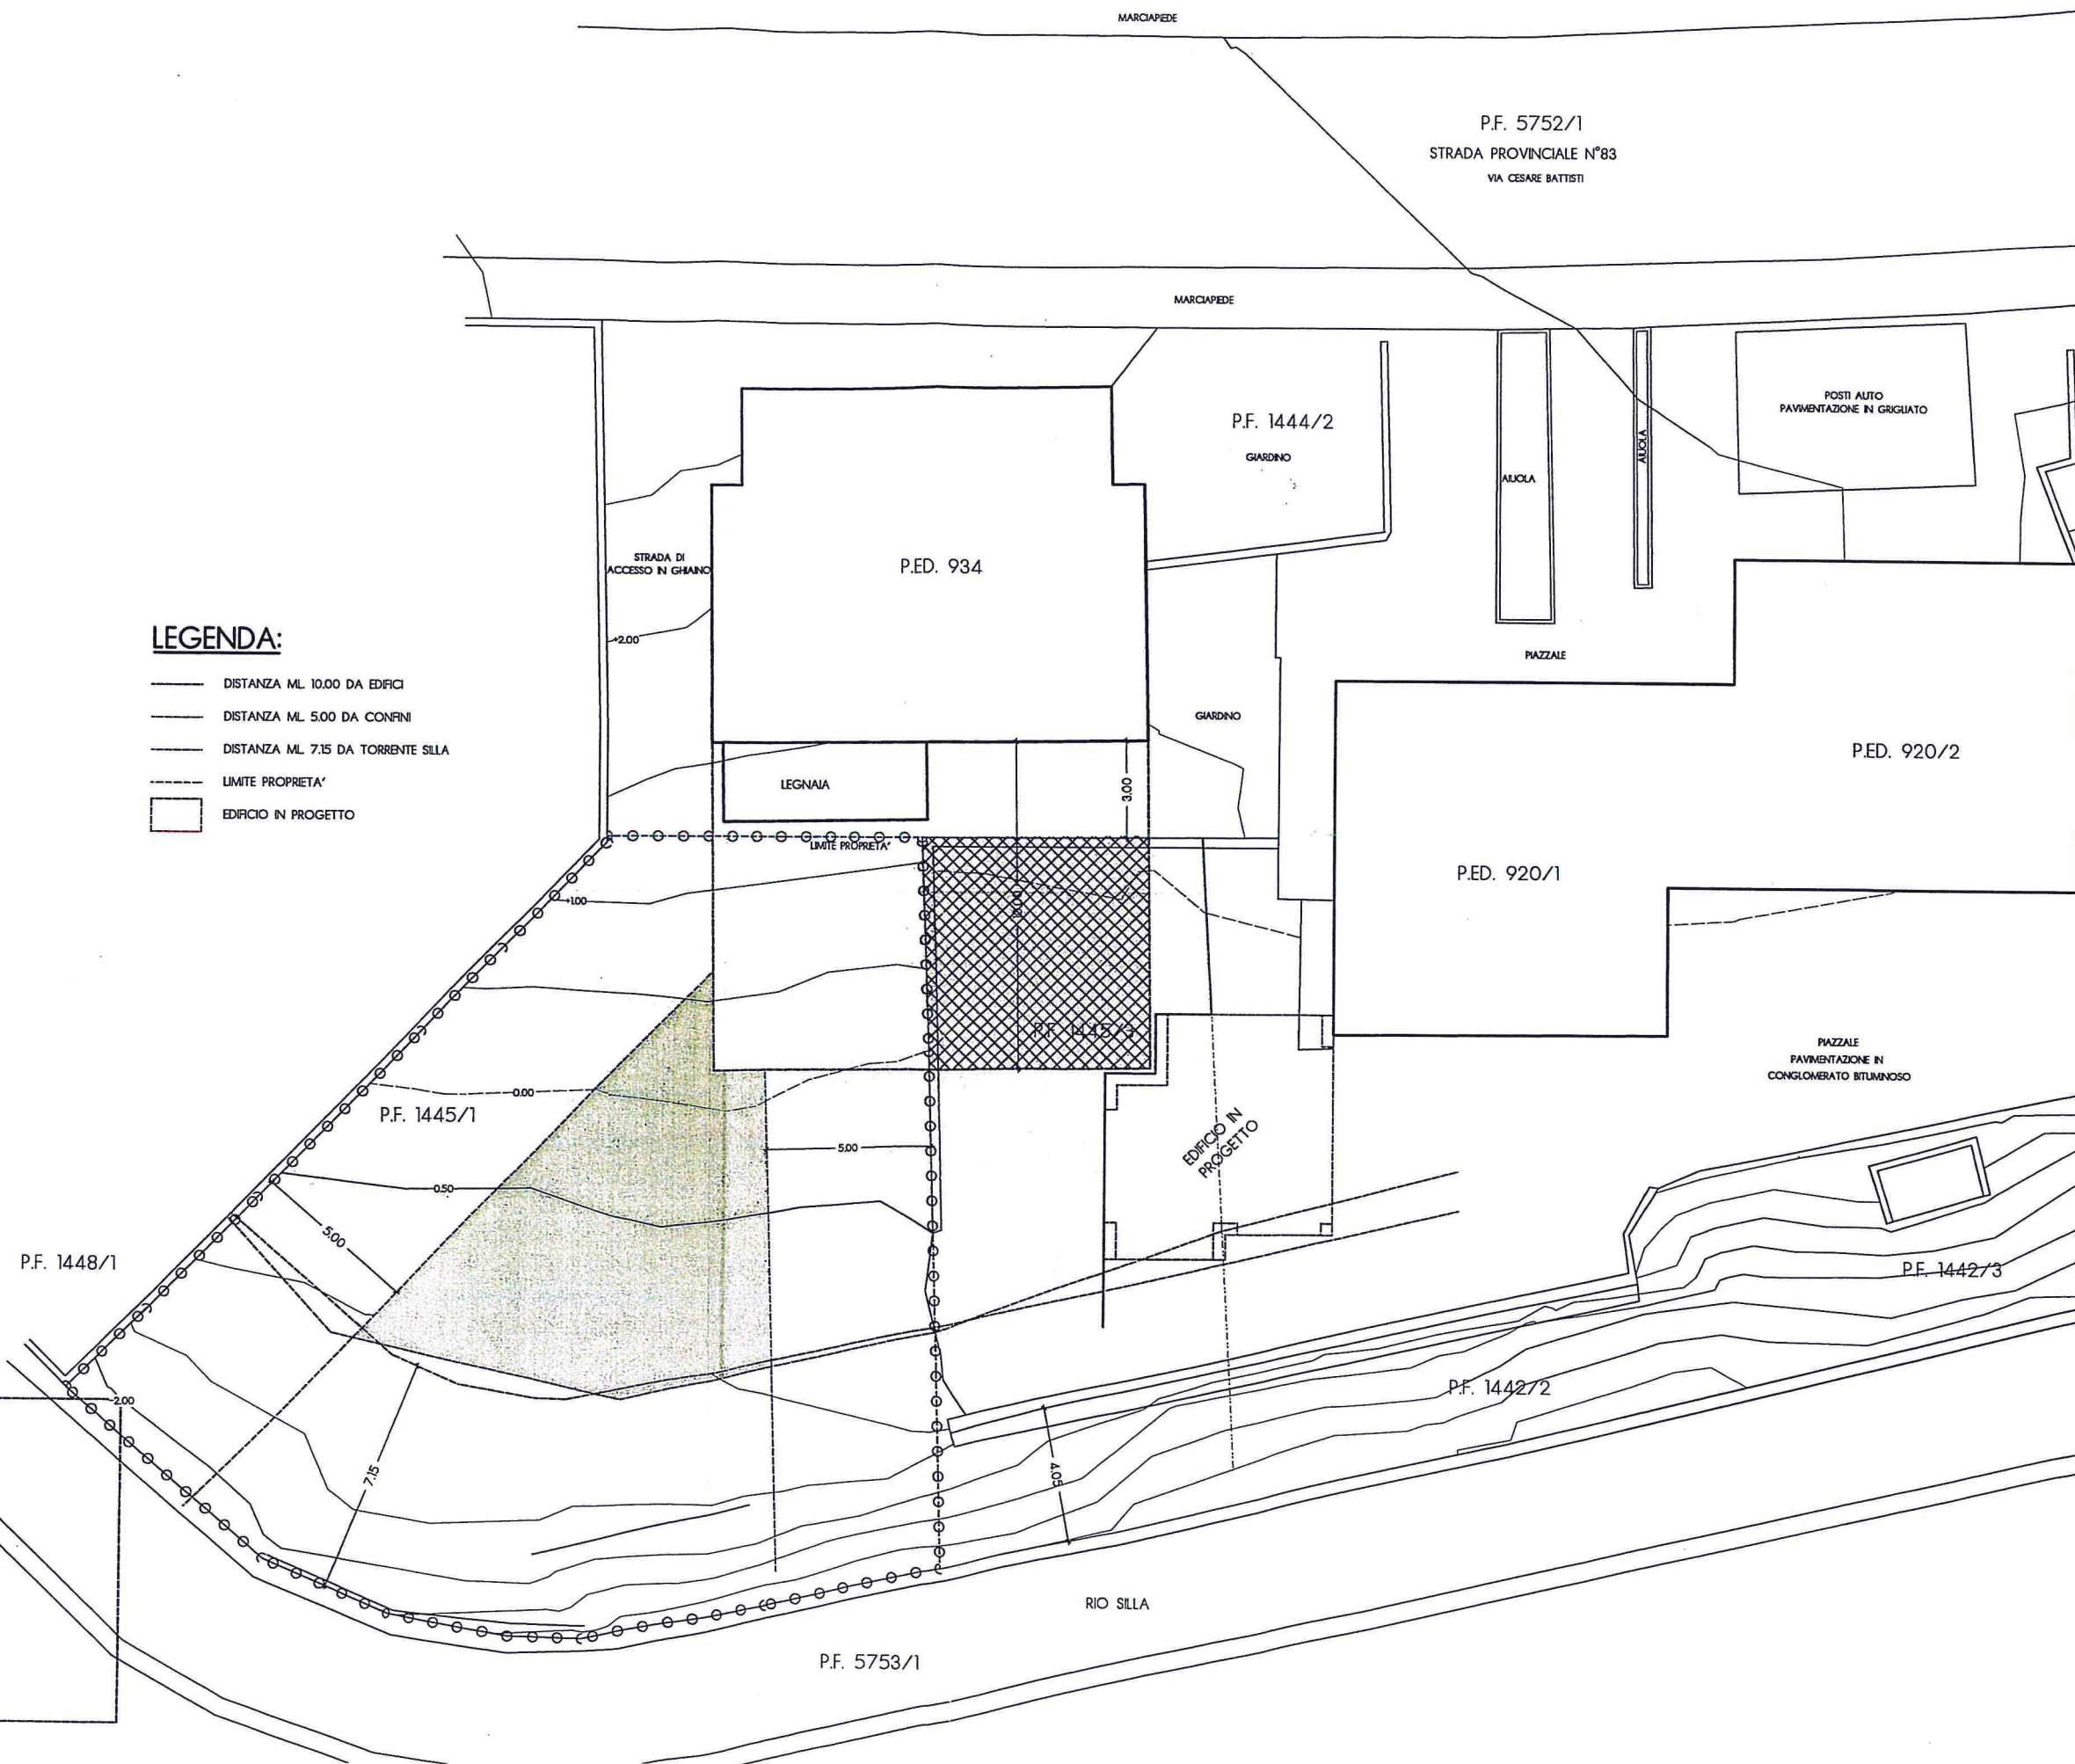 MARCIAPIEDE
P.F. 5752/1
STRADA PROVINCIALE N°83
VIA CESARE BATTISTI
MARCIAPIEDE
P.F. 1444/2
GIARDINO
POSTI AUTO
PAVIMENTAZIONE IN GRIGLIATO
AIUOLA
AIUOLA
STRADA DI
ACCESSO IN GHIAINO
P.ED. 934
+2.00
PIAZZALE
LEGENDA:
DISTANZA ML. 10.00 DA EDIFICI
DISTANZA ML. 5.00 DA CONFINI
DISTANZA ML. 7.15 DA TORRENTE SILLA
LIMITE PROPRIETA'
EDIFICIO IN PROGETTO
GIARDINO
P.ED. 920/2
LEGNAIA
3.00
LIMITE PROPRIETA'
P.ED. 920/1
+1.00
10.00
P.F. 1445/3
PIAZZALE
PAVIMENTAZIONE IN
CONGLOMERATO BITUMINOSO
0.00
P.F. 1445/1
EDIFICIO IN
PROGETTO
5.00
-0.50
5.00
P.F. 1448/1
P.F. 1442/3
P.F. 1442/2
-2.00
7.15
4.05
RIO SILLA
P.F. 5753/1